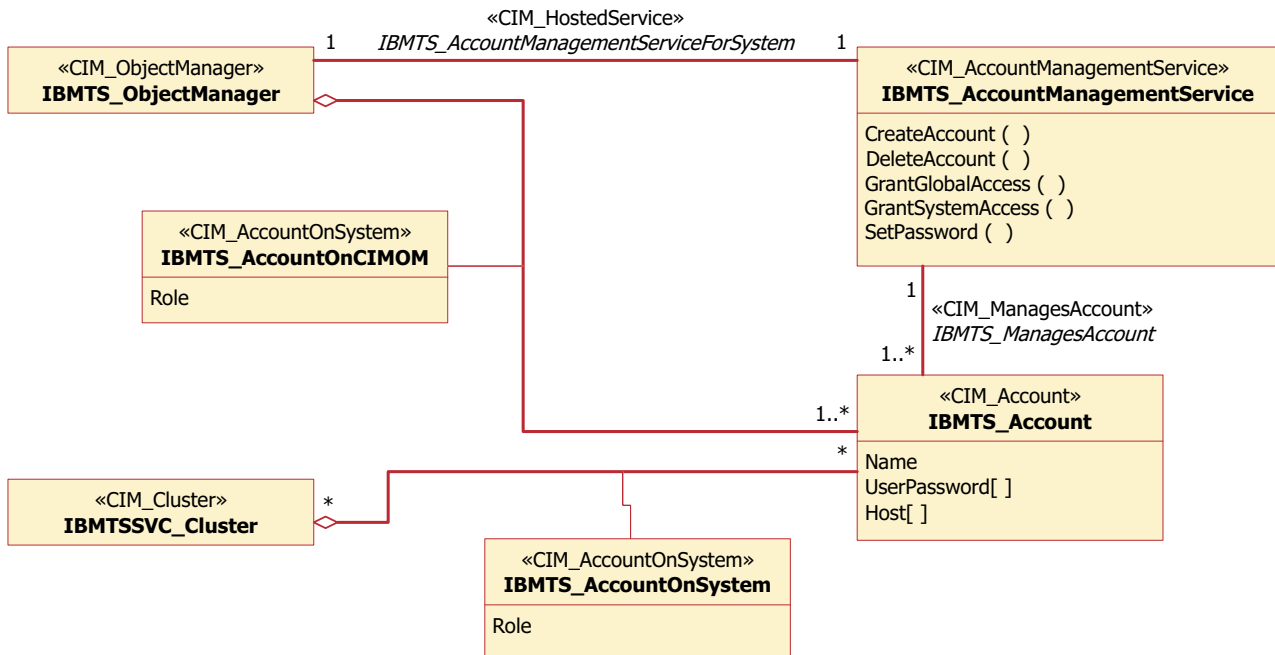 «CIM_HostedService»
1 IBMTS_AccountManagementServiceForSystem 1
«CIM_ObjectManager»
IBMTS_ObjectManager
«CIM_AccountManagementService»
IBMTS_AccountManagementService
CreateAccount ( )
DeleteAccount ( )
GrantGlobalAccess ( )
GrantSystemAccess ( )
SetPassword ( )
«CIM_AccountOnSystem»
IBMTS_AccountOnCIMOM
Role
1
«CIM_ManagesAccount»
IBMTS_ManagesAccount
1..*
«CIM_Account»
IBMTS_Account
Name
UserPassword[ ]
Host[ ]
1..*
*
«CIM_Cluster»
IBMTSSVC_Cluster
*
«CIM_AccountOnSystem»
IBMTS_AccountOnSystem
Role